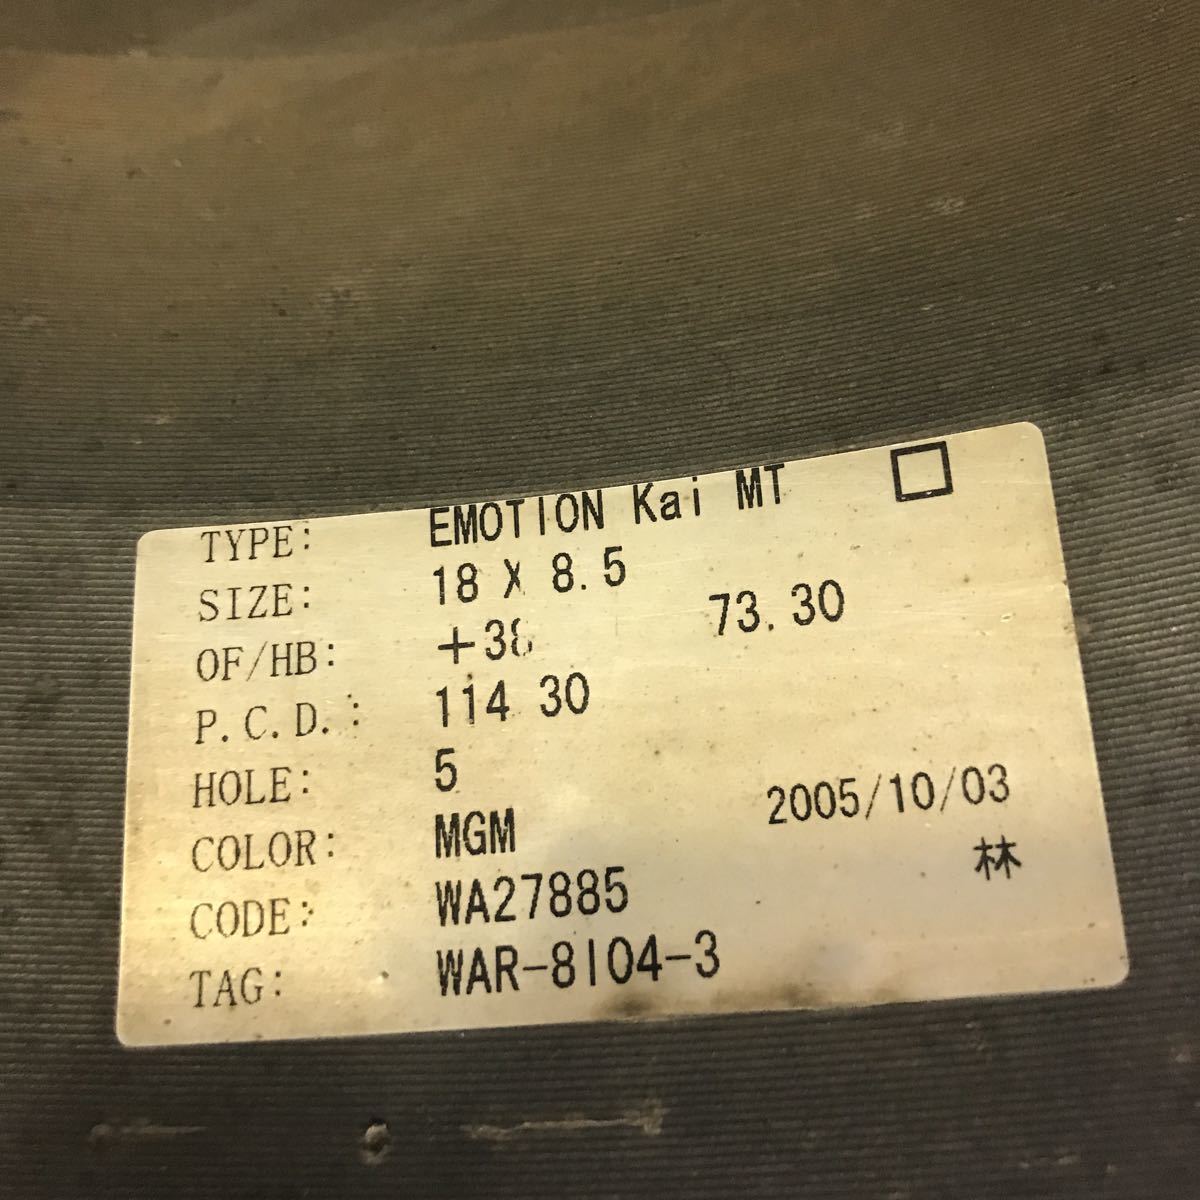 TYPE: EMOTION Kai MT □
SIZE: 18 X 8.5
OF/HB: +38 73.30
P.C.D.: 114 30
HOLE: 5
COLOR: MGM 2005/10/03
CODE: WA27885 林
TAG: WAR-8104-3